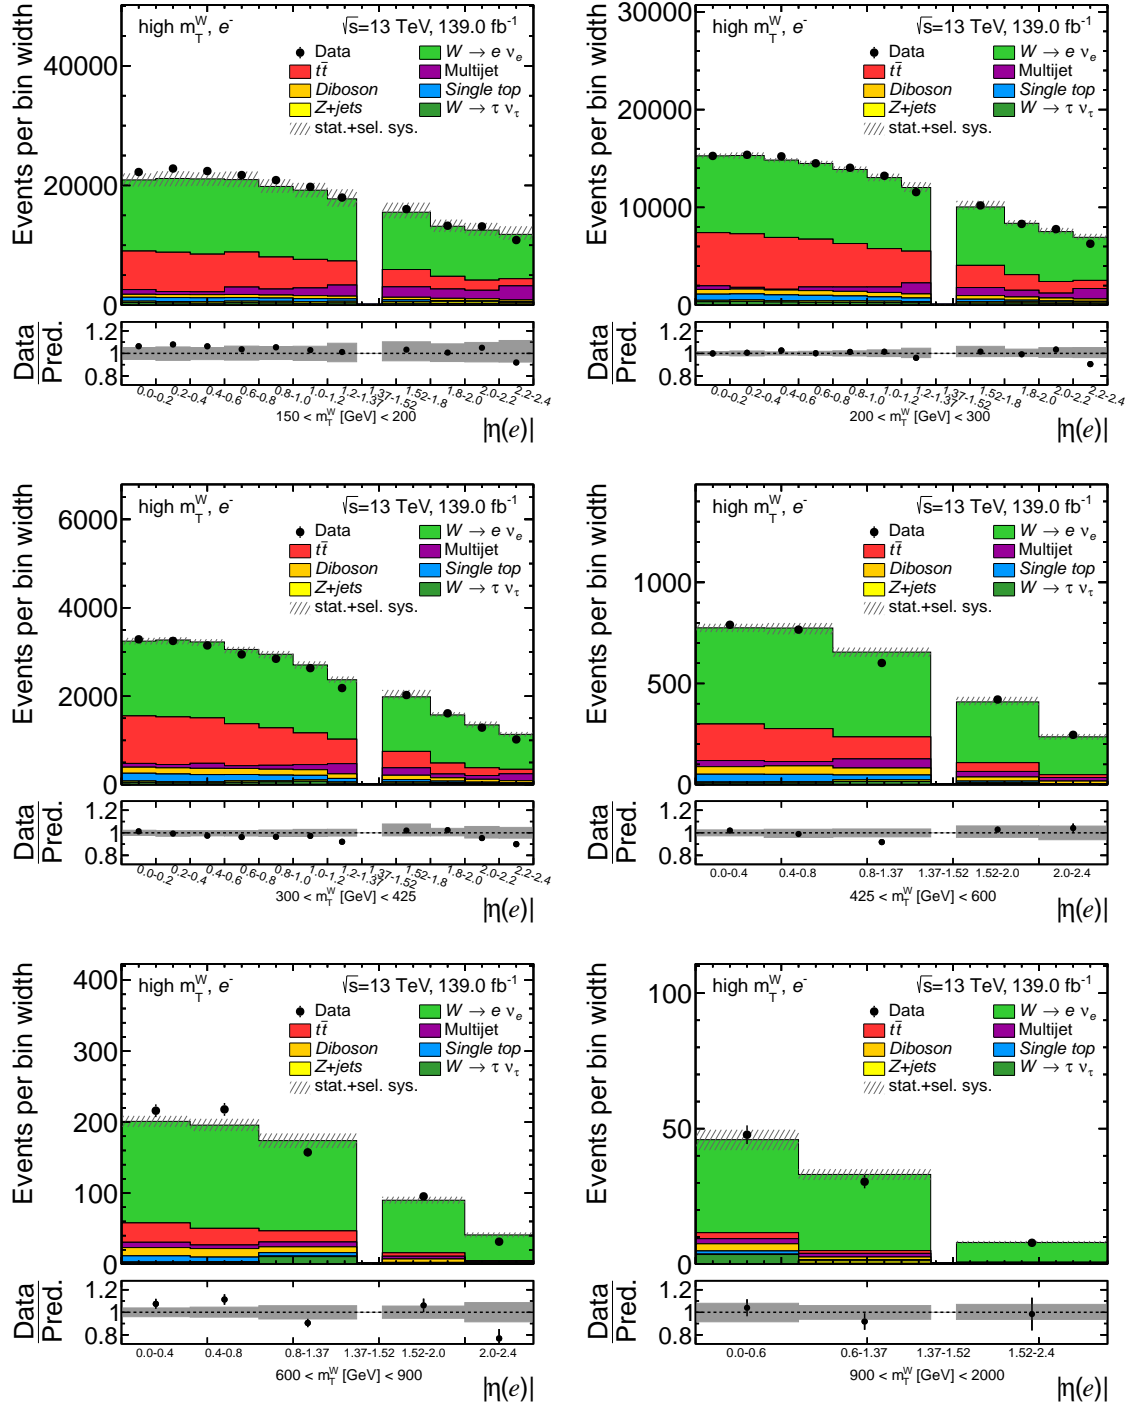 high m_T^W, e^-
√s=13 TeV, 139.0 fb^-1
Data
W → e ν_e
tt̄
Multijet
Diboson
Single top
Z+jets
W → τ ν_τ
stat.+sel. sys.
Events per bin width
40000
20000
0
Data
Pred.
1.2
1
0.8
0.0-0.2 0.2-0.4 0.4-0.6 0.6-0.8 0.8-1.0 1.0-1.2 1.2-1.37 1.37-1.52 1.52-1.8 1.8-2.0 2.0-2.2 2.2-2.4
150 < m_T^W [GeV] < 200
|η(e)|
high m_T^W, e^-
√s=13 TeV, 139.0 fb^-1
Data
W → e ν_e
tt̄
Multijet
Diboson
Single top
Z+jets
W → τ ν_τ
stat.+sel. sys.
Events per bin width
30000
20000
10000
0
Data
Pred.
1.2
1
0.8
0.0-0.2 0.2-0.4 0.4-0.6 0.6-0.8 0.8-1.0 1.0-1.2 1.2-1.37 1.37-1.52 1.52-1.8 1.8-2.0 2.0-2.2 2.2-2.4
200 < m_T^W [GeV] < 300
|η(e)|
high m_T^W, e^-
√s=13 TeV, 139.0 fb^-1
Data
W → e ν_e
tt̄
Multijet
Diboson
Single top
Z+jets
W → τ ν_τ
stat.+sel. sys.
Events per bin width
6000
4000
2000
0
Data
Pred.
1.2
1
0.8
0.0-0.2 0.2-0.4 0.4-0.6 0.6-0.8 0.8-1.0 1.0-1.2 1.2-1.37 1.37-1.52 1.52-1.8 1.8-2.0 2.0-2.2 2.2-2.4
300 < m_T^W [GeV] < 425
|η(e)|
high m_T^W, e^-
√s=13 TeV, 139.0 fb^-1
Data
W → e ν_e
tt̄
Multijet
Diboson
Single top
Z+jets
W → τ ν_τ
stat.+sel. sys.
Events per bin width
1000
500
0
Data
Pred.
1.2
1
0.8
0.0-0.4 0.4-0.8 0.8-1.37 1.37-1.52 1.52-2.0 2.0-2.4
425 < m_T^W [GeV] < 600
|η(e)|
high m_T^W, e^-
√s=13 TeV, 139.0 fb^-1
Data
W → e ν_e
tt̄
Multijet
Diboson
Single top
Z+jets
W → τ ν_τ
stat.+sel. sys.
Events per bin width
400
300
200
100
0
Data
Pred.
1.2
1
0.8
0.0-0.4 0.4-0.8 0.8-1.37 1.37-1.52 1.52-2.0 2.0-2.4
600 < m_T^W [GeV] < 900
|η(e)|
high m_T^W, e^-
√s=13 TeV, 139.0 fb^-1
Data
W → e ν_e
tt̄
Multijet
Diboson
Single top
Z+jets
W → τ ν_τ
stat.+sel. sys.
Events per bin width
100
50
0
Data
Pred.
1.2
1
0.8
0.0-0.6 0.6-1.37 1.37-1.52 1.52-2.4
900 < m_T^W [GeV] < 2000
|η(e)|